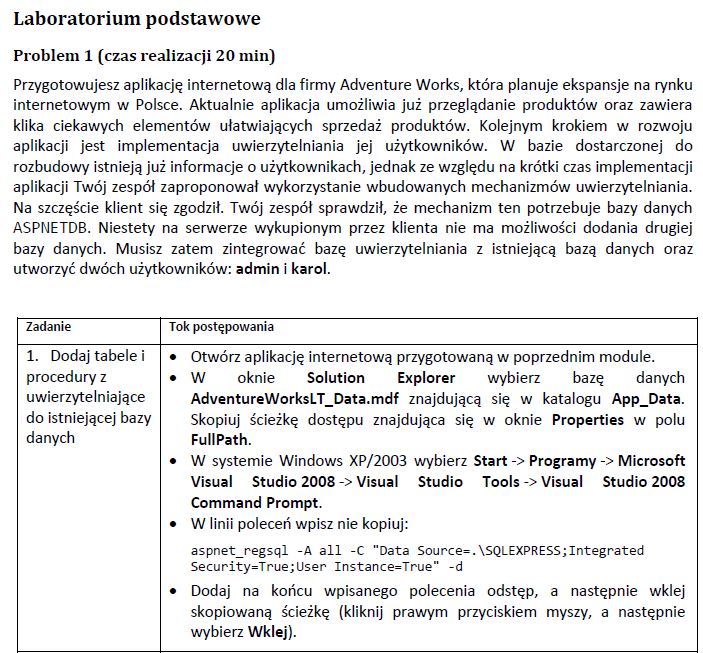 Laboratorium podstawowe
Problem 1 (czas realizacji 20 min)
Przygotowujesz aplikację internetową dla firmy Adventure Works, która planuje ekspansje na rynku
internetowym w Polsce. Aktualnie aplikacja umożliwia już przeglądanie produktów oraz zawiera
klika ciekawych elementów ułatwiających sprzedaż produktów. Kolejnym krokiem w rozwoju
aplikacji jest implementacja uwierzytelniania jej użytkowników. W bazie dostarczonej do
rozbudowy istnieją już informacje o użytkownikach, jednak ze względu na krótki czas implementacji
aplikacji Twój zespół zaproponował wykorzystanie wbudowanych mechanizmów uwierzytelniania.
Na szczęście klient się zgodził. Twój zespół sprawdził, że mechanizm ten potrzebuje bazy danych
ASPNETDB. Niestety na serwerze wykupionym przez klienta nie ma możliwości dodania drugiej
bazy danych. Musisz zatem zintegrować bazę uwierzytelniania z istniejącą bazą danych oraz
utworzyć dwóch użytkowników: admin i karol.
Zadanie
Tok postępowania
1. Dodaj tabele i
procedury z
uwierzytelniające
do istniejącej bazy
danych
• Otwórz aplikację internetową przygotowaną w poprzednim module.
• W oknie Solution Explorer wybierz bazę danych
AdventureWorksLT_Data.mdf znajdującą się w katalogu App_Data.
Skopiuj ścieżkę dostępu znajdująca się w oknie Properties w polu
FullPath.
• W systemie Windows XP/2003 wybierz Start -> Programy -> Microsoft
Visual Studio 2008 -> Visual Studio Tools -> Visual Studio 2008
Command Prompt.
• W linii poleceń wpisz nie kopiuj:
aspnet_regsql -A all -C "Data Source=.\SQLEXPRESS;Integrated
Security=True;User Instance=True" -d
• Dodaj na końcu wpisanego polecenia odstęp, a następnie wklej
skopiowaną ścieżkę (kliknij prawym przyciskiem myszy, a następnie
wybierz Wklej).